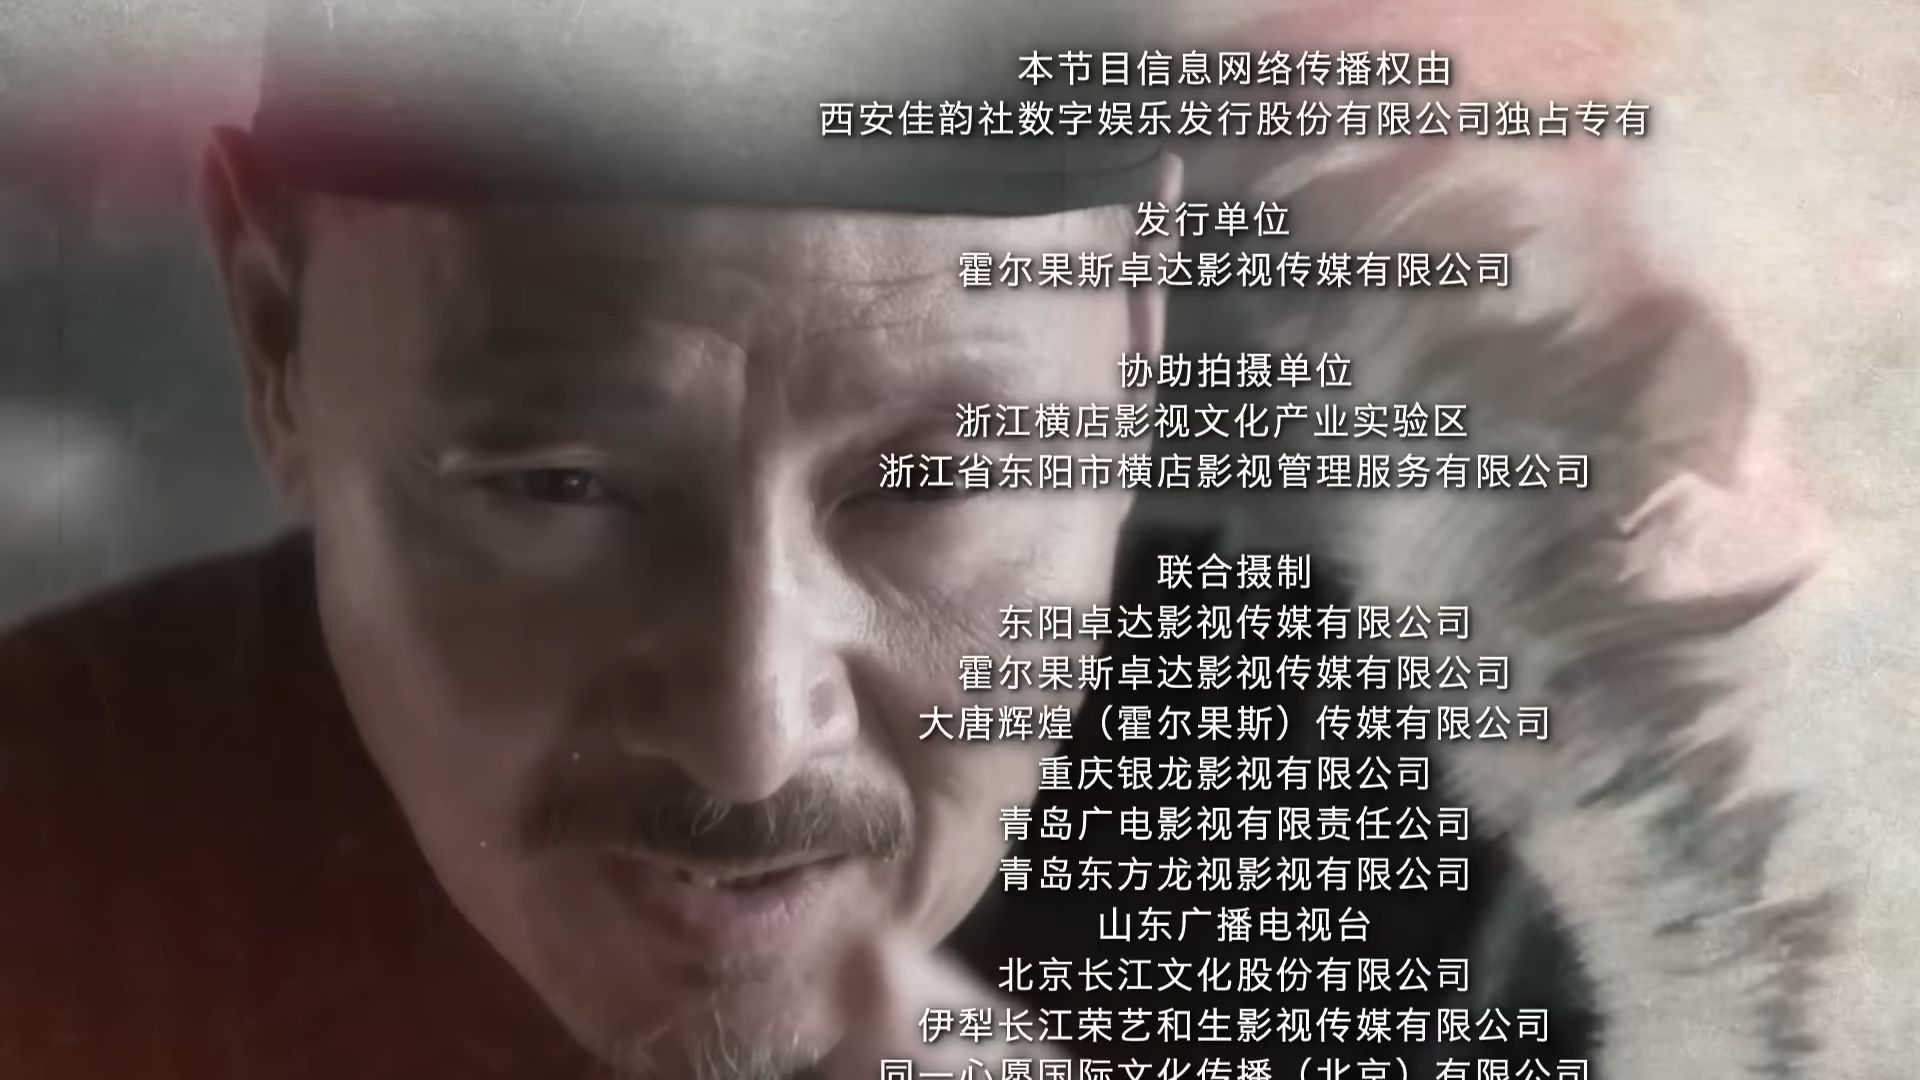 本节目信息网络传播权由
西安佳韵社数字娱乐发行股份有限公司独占专有
发行单位
霍尔果斯卓达影视传媒有限公司
协助拍摄单位
浙江横店影视文化产业实验区
浙江省东阳市横店影视管理服务有限公司
联合摄制
东阳卓达影视传媒有限公司
霍尔果斯卓达影视传媒有限公司
大唐辉煌（霍尔果斯）传媒有限公司
重庆银龙影视有限公司
青岛广电影视有限责任公司
青岛东方龙视影视有限公司
山东广播电视台
北京长江文化股份有限公司
伊犁长江荣艺和生影视传媒有限公司
同一心愿国际文化传播（北京）有限公司